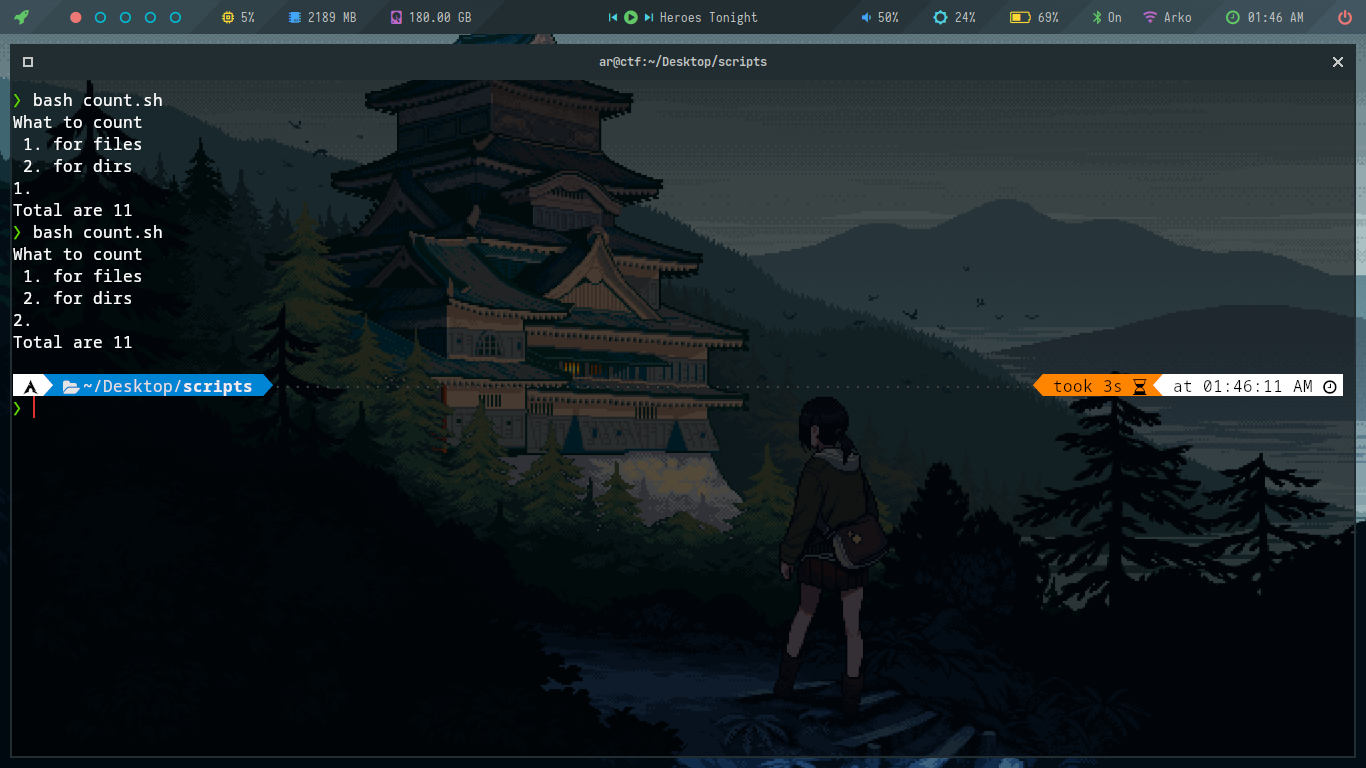 5% 2189 MB 180.00 GB Heroes Tonight 50% 24% 69% On Arko 01:46 AM
ar@ctf:~/Desktop/scripts
❯ bash count.sh
What to count
1. for files
2. for dirs
1.
Total are 11
❯ bash count.sh
What to count
1. for files
2. for dirs
2.
Total are 11
~/Desktop/scripts took 3s at 01:46:11 AM
❯